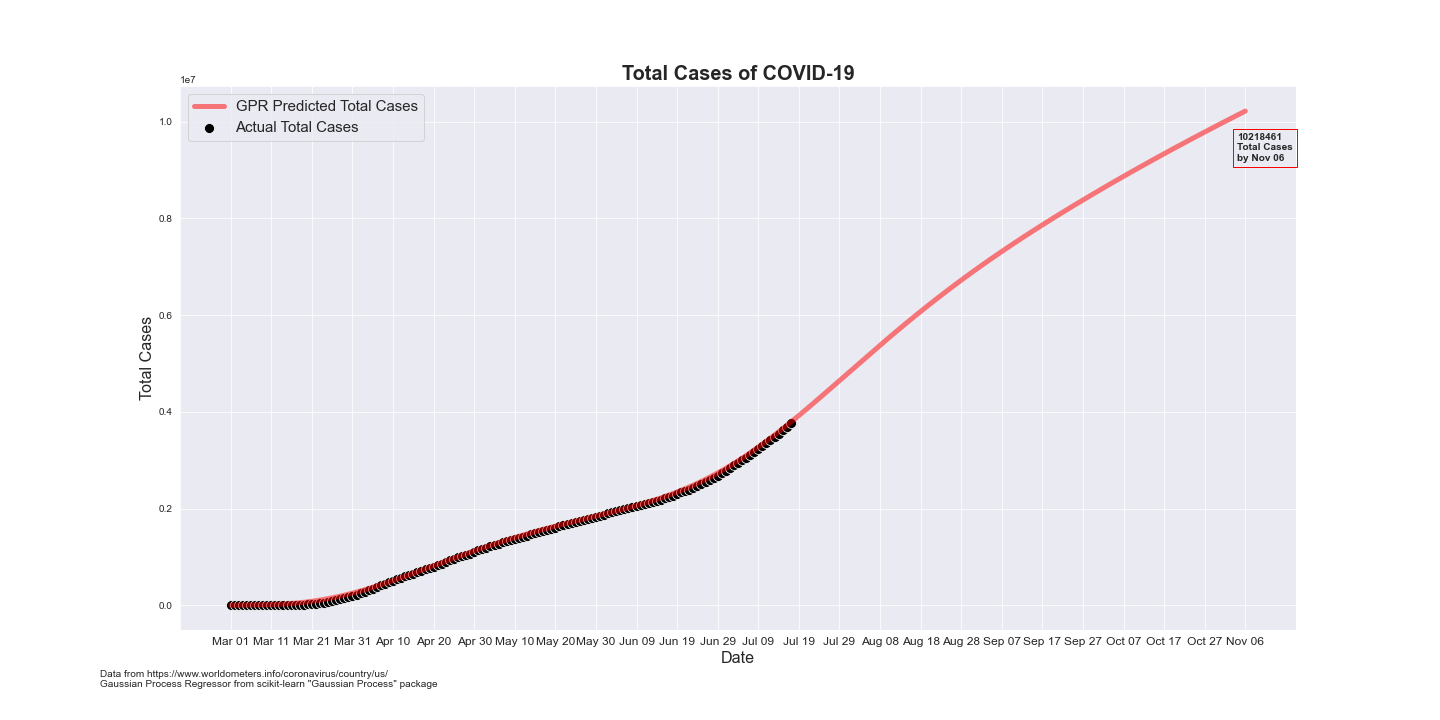 Total Cases of COVID-19
1e7
GPR Predicted Total Cases
Actual Total Cases
1.0
0.8
0.6
0.4
0.2
0.0
Total Cases
10218461
Total Cases
by Nov 06
Mar 01 Mar 11 Mar 21 Mar 31 Apr 10 Apr 20 Apr 30 May 10 May 20 May 30 Jun 09 Jun 19 Jun 29 Jul 09 Jul 19 Jul 29 Aug 08 Aug 18 Aug 28 Sep 07 Sep 17 Sep 27 Oct 07 Oct 17 Oct 27 Nov 06
Date
Data from https://www.worldometers.info/coronavirus/country/us/
Gaussian Process Regressor from scikit-learn "Gaussian Process" package